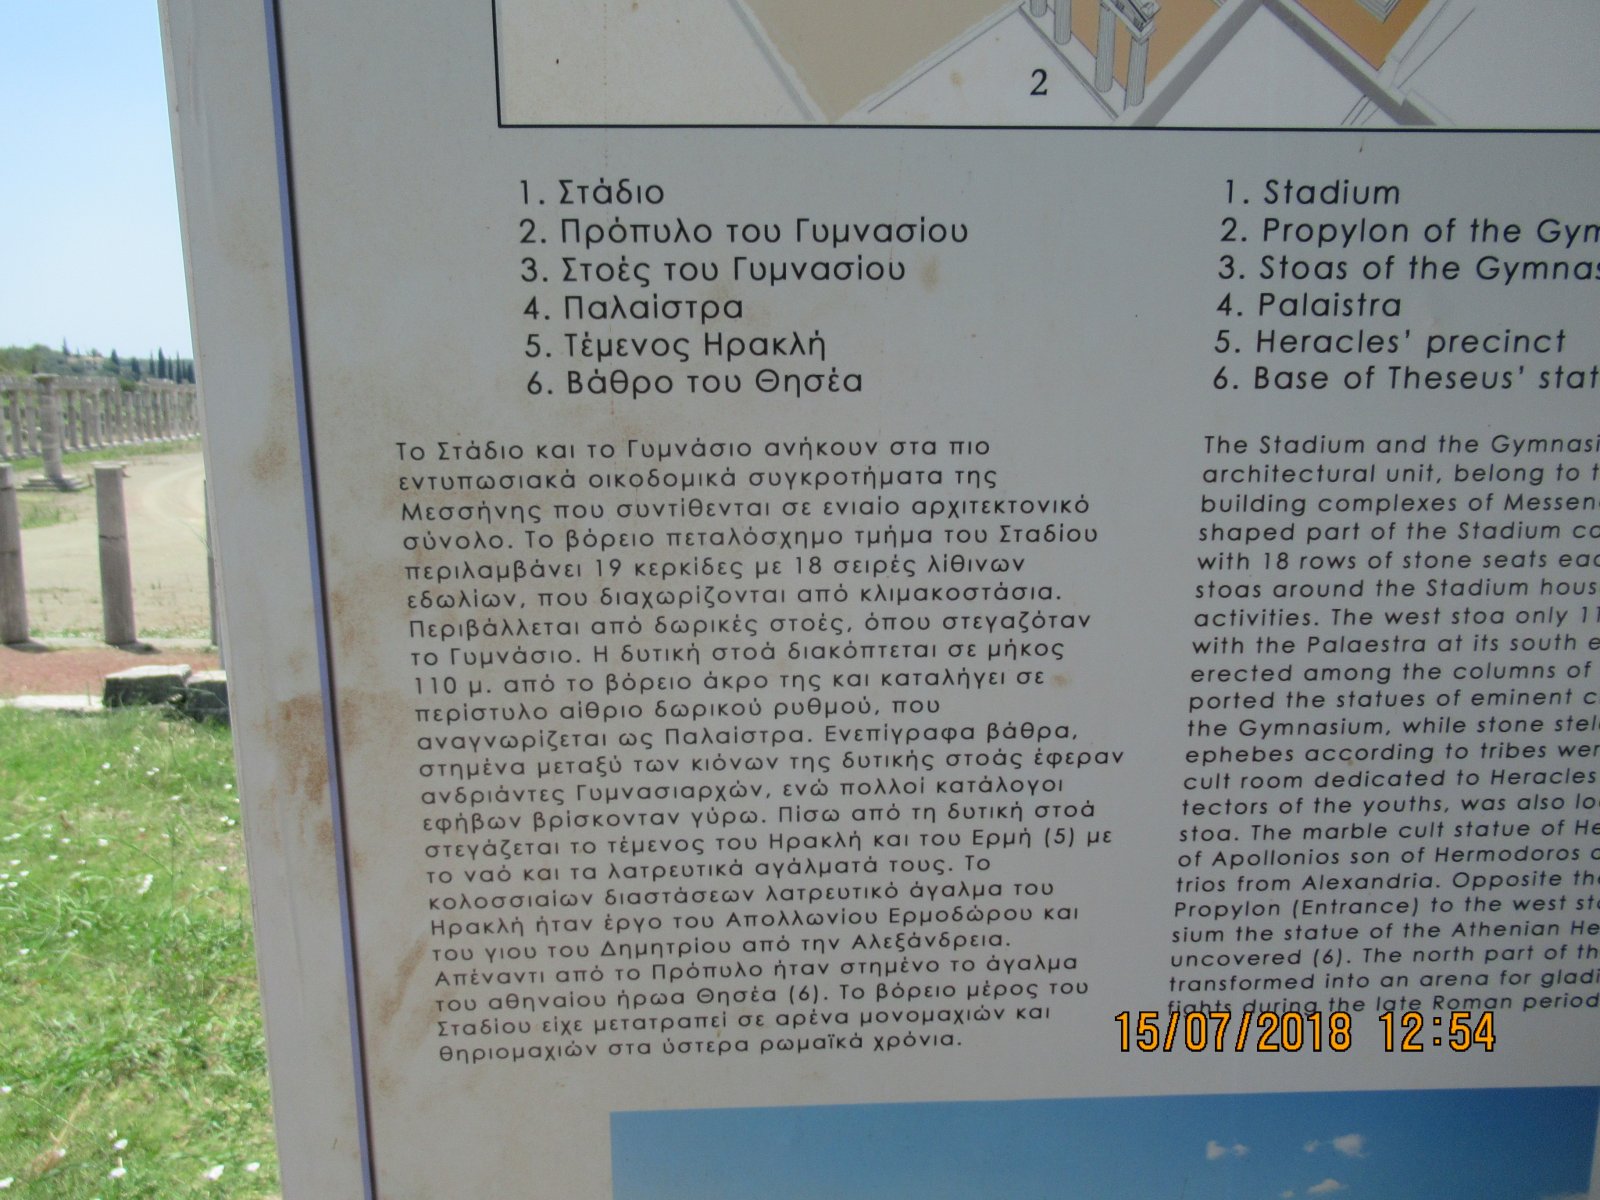 2
1. Στάδιο
2. Πρόπυλο του Γυμνασίου
3. Στοές του Γυμνασίου
4. Παλαίστρα
5. Τέμενος Ηρακλή
6. Βάθρο του Θησέα
Το Στάδιο και το Γυμνάσιο ανήκουν στα πιο
εντυπωσιακά οικοδομικά συγκροτήματα της
Μεσσήνης που συντίθενται σε ενιαίο αρχιτεκτονικό
σύνολο. Το βόρειο πεταλόσχημο τμήμα του Σταδίου
περιλαμβάνει 19 κερκίδες με 18 σειρές λίθινων
εδωλίων, που διαχωρίζονται από κλιμακοστάσια.
Περιβάλλεται από δωρικές στοές, όπου στεγαζόταν
το Γυμνάσιο. Η δυτική στοά διακόπτεται σε μήκος
110 μ. από το βόρειο άκρο της και καταλήγει σε
περίστυλο αίθριο δωρικού ρυθμού, που
αναγνωρίζεται ως Παλαίστρα. Ενεπίγραφα βάθρα,
στημένα μεταξύ των κιόνων της δυτικής στοάς έφεραν
ανδριάντες Γυμνασιαρχών, ενώ πολλοί κατάλογοι
εφήβων βρίσκονταν γύρω. Πίσω από τη δυτική στοά
στεγάζεται το τέμενος του Ηρακλή και του Ερμή (5) με
το ναό και τα λατρευτικά αγάλματά τους. Το
κολοσσιαίων διαστάσεων λατρευτικό άγαλμα του
Ηρακλή ήταν έργο του Απολλωνίου Ερμοδώρου και
του γιου του Δημητρίου από την Αλεξάνδρεια.
Απέναντι από το Πρόπυλο ήταν στημένο το άγαλμα
του αθηναίου ήρωα Θησέα (6). Το βόρειο μέρος του
Σταδίου είχε μετατραπεί σε αρένα μονομαχιών και
θηριομαχιών στα ύστερα ρωμαϊκά χρόνια.
1. Stadium
2. Propylon of the Gym
3. Stoas of the Gymnas
4. Palaistra
5. Heracles' precinct
6. Base of Theseus' stat
The Stadium and the Gymnasi
architectural unit, belong to t
building complexes of Messen
shaped part of the Stadium co
with 18 rows of stone seats eac
stoas around the Stadium hous
activities. The west stoa only 11
with the Palaestra at its south e
erected among the columns of
ported the statues of eminent c
the Gymnasium, while stone stel
ephebes according to tribes wer
cult room dedicated to Heracles
tectors of the youths, was also lo
stoa. The marble cult statue of He
of Apollonios son of Hermodoros
trios from Alexandria. Opposite th
Propylon (Entrance) to the west sto
sium the statue of the Athenian He
uncovered (6). The north part of th
transformed into an arena for gladi
fights during the late Roman period
15/07/2018 12:54